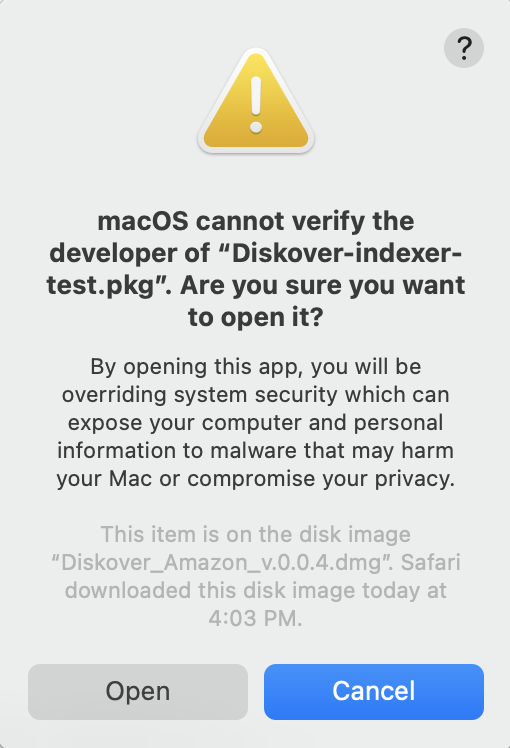 ?
macOS cannot verify the
developer of “Diskover-indexer-
test.pkg”. Are you sure you want
to open it?
By opening this app, you will be
overriding system security which can
expose your computer and personal
information to malware that may harm
your Mac or compromise your privacy.
This item is on the disk image
“Diskover_Amazon_v.0.0.4.dmg”. Safari
downloaded this disk image today at
4:03 PM.
Open
Cancel